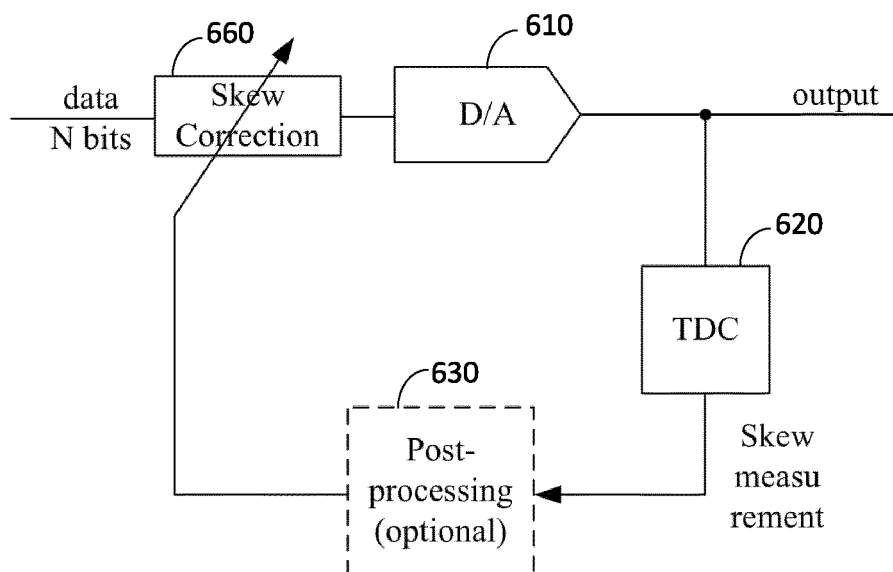 660
610
data
N bits
Skew
Correction
D/A
output
620
TDC
630
Post-
processing
(optional)
Skew
measu
rement